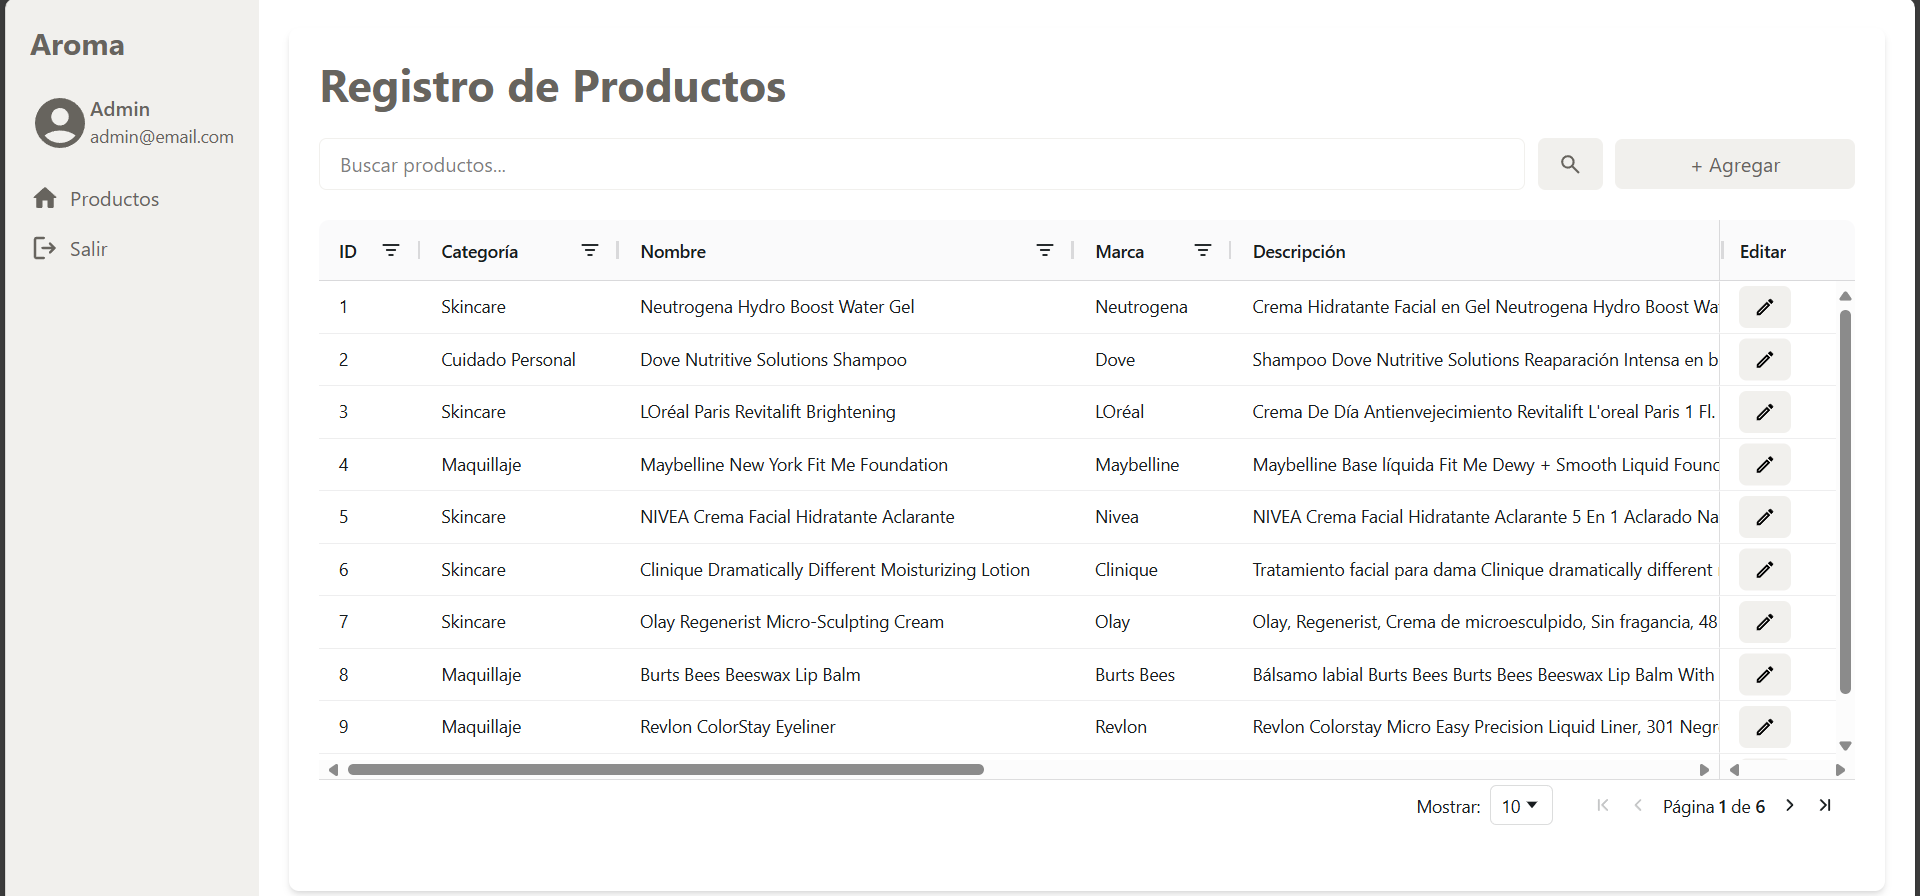 Aroma
Admin
admin@email.com
Productos
Salir
Registro de Productos
Buscar productos...
+ Agregar
ID Categoría Nombre Marca Descripción Editar
1 Skincare Neutrogena Hydro Boost Water Gel Neutrogena Crema Hidratante Facial en Gel Neutrogena Hydro Boost Wa
2 Cuidado Personal Dove Nutritive Solutions Shampoo Dove Shampoo Dove Nutritive Solutions Reaparación Intensa en b
3 Skincare LOréal Paris Revitalift Brightening LOréal Crema De Día Antienvejecimiento Revitalift L'oreal Paris 1 Fl.
4 Maquillaje Maybelline New York Fit Me Foundation Maybelline Maybelline Base líquida Fit Me Dewy + Smooth Liquid Founc
5 Skincare NIVEA Crema Facial Hidratante Aclarante Nivea NIVEA Crema Facial Hidratante Aclarante 5 En 1 Aclarado Na
6 Skincare Clinique Dramatically Different Moisturizing Lotion Clinique Tratamiento facial para dama Clinique dramatically different
7 Skincare Olay Regenerist Micro-Sculpting Cream Olay Olay, Regenerist, Crema de microesculpido, Sin fragancia, 48
8 Maquillaje Burts Bees Beeswax Lip Balm Burts Bees Bálsamo labial Burts Bees Burts Bees Beeswax Lip Balm With
9 Maquillaje Revlon ColorStay Eyeliner Revlon Revlon Colorstay Micro Easy Precision Liquid Liner, 301 Negr
Mostrar: 10 Página 1 de 6